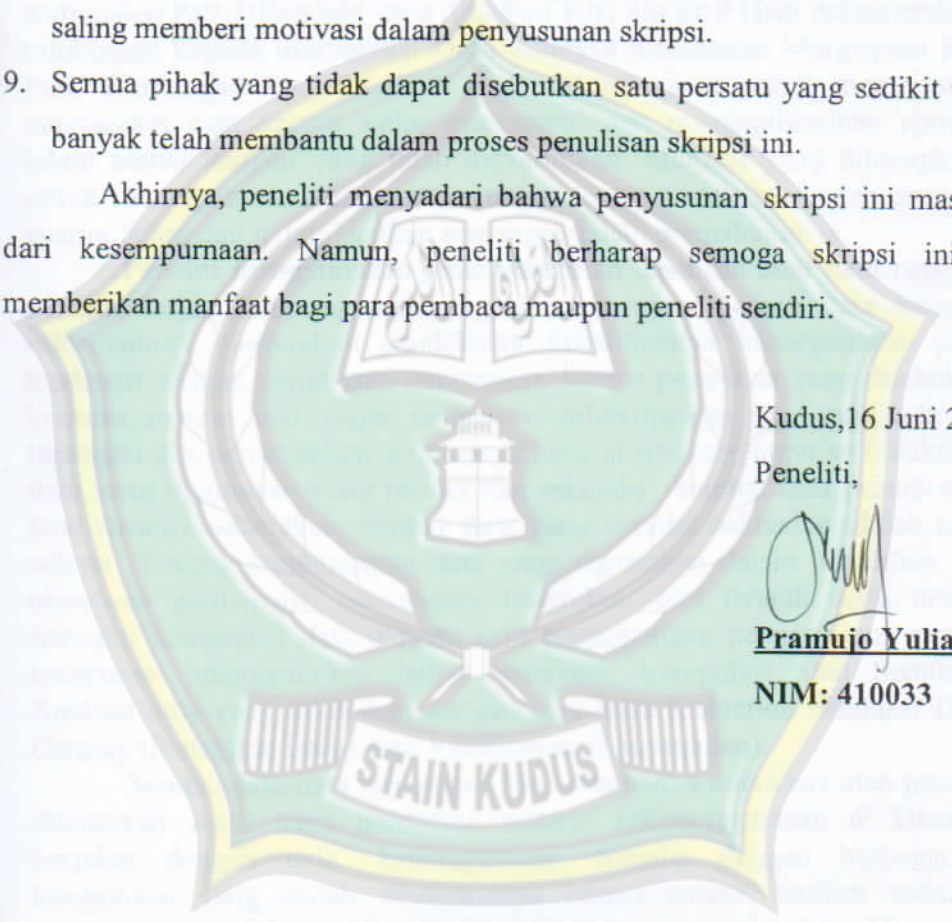 saling memberi motivasi dalam penyusunan skripsi.
9. Semua pihak yang tidak dapat disebutkan satu persatu yang sedikit
banyak telah membantu dalam proses penulisan skripsi ini.
Akhirnya, peneliti menyadari bahwa penyusunan skripsi ini mas
dari kesempurnaan. Namun, peneliti berharap semoga skripsi ini
memberikan manfaat bagi para pembaca maupun peneliti sendiri.
Kudus,16 Juni 2
Peneliti,
Pramujo Yulia
NIM: 410033
STAIN KUDUS